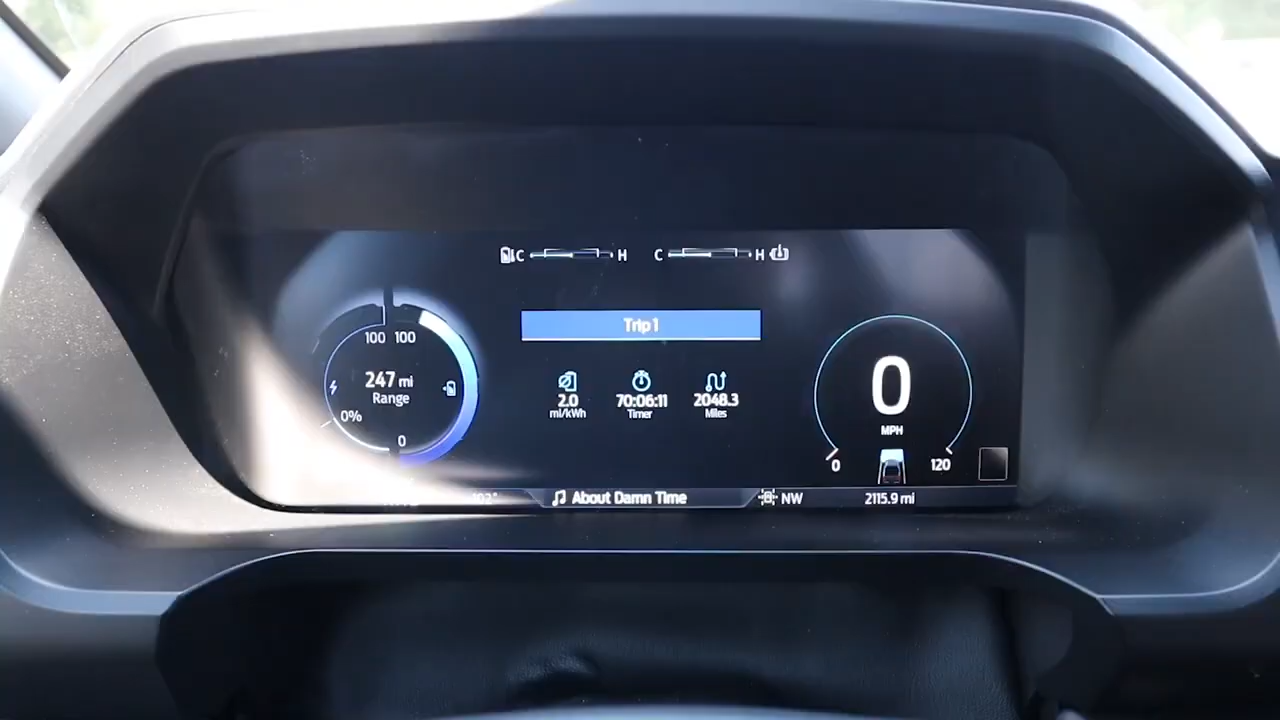 C H C H
Trip 1
100 100
247 mi
Range
0%
0
2.0 70:06:11 2048.3
mi/kWh Timer Miles
0
MPH
0 120
102° About Damn Time NW 2115.9 mi